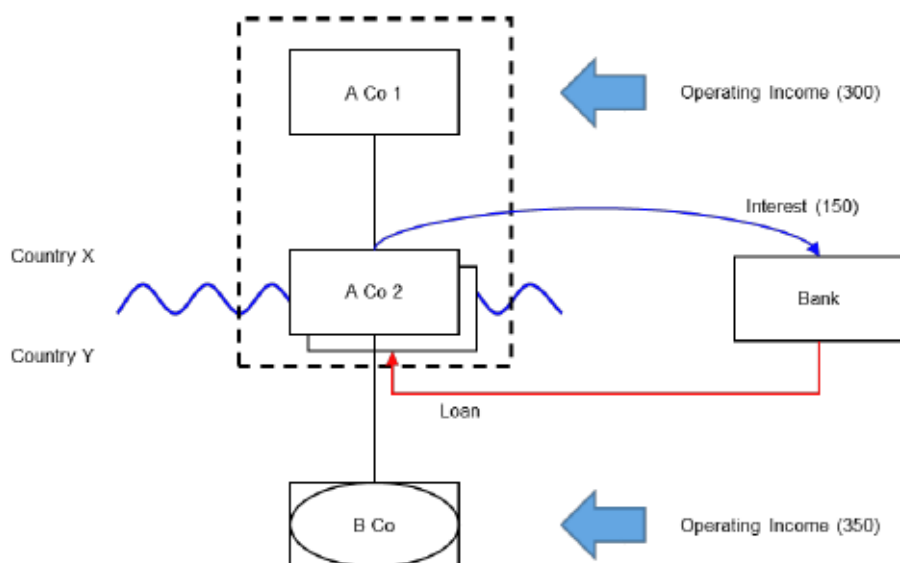 A Co 1
Operating Income (300)
Interest (150)
Country X
A Co 2
Bank
Country Y
Loan
B Co
Operating Income (350)